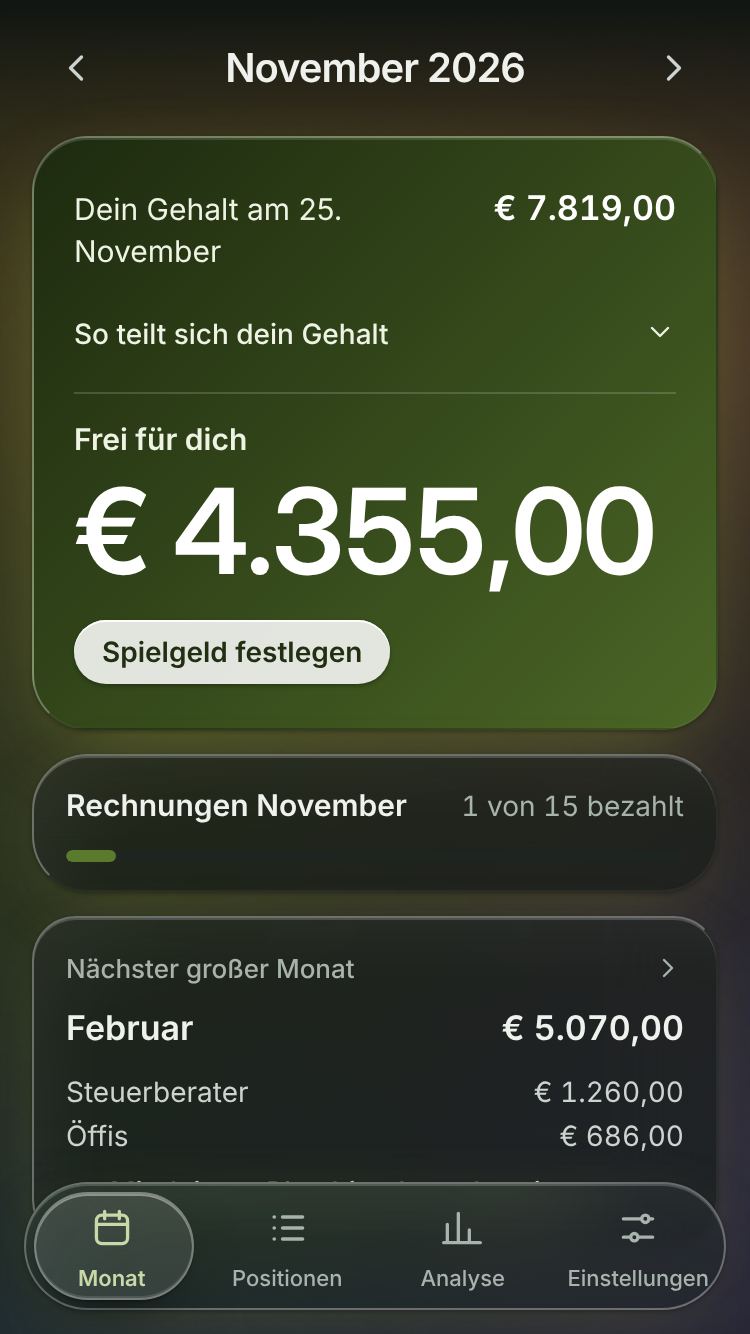 November 2026
Dein Gehalt am 25. November
€ 7.819,00
So teilt sich dein Gehalt
Frei für dich
€ 4.355,00
Spielgeld festlegen
Rechnungen November
1 von 15 bezahlt
Nächster großer Monat
Februar
€ 5.070,00
Steuerberater
€ 1.260,00
Öffis
€ 686,00
Monat
Positionen
Analyse
Einstellungen